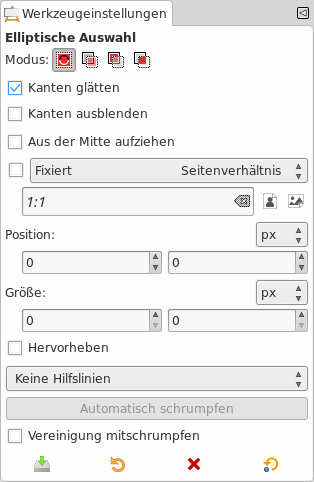 Werkzeugeinstellungen
Elliptische Auswahl
Modus:
Kanten glätten
Kanten ausblenden
Aus der Mitte aufziehen
Fixiert Seitenverhältnis
1:1
Position: px
0 0
Größe: px
0 0
Hervorheben
Keine Hilfslinien
Automatisch schrumpfen
Vereinigung mitschrumpfen